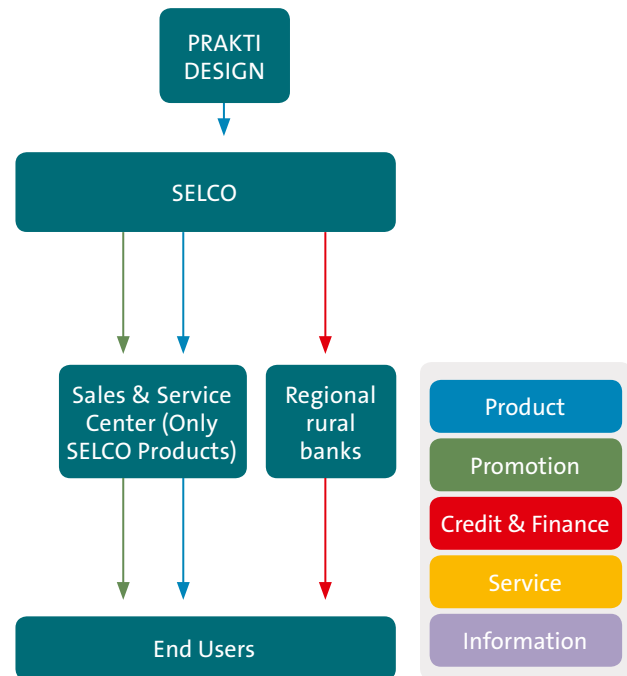 PRAKTI
DESIGN
SELCO
Sales & Service
Center (Only
SELCO Products)
Regional
rural
banks
End Users
Product
Promotion
Credit & Finance
Service
Information